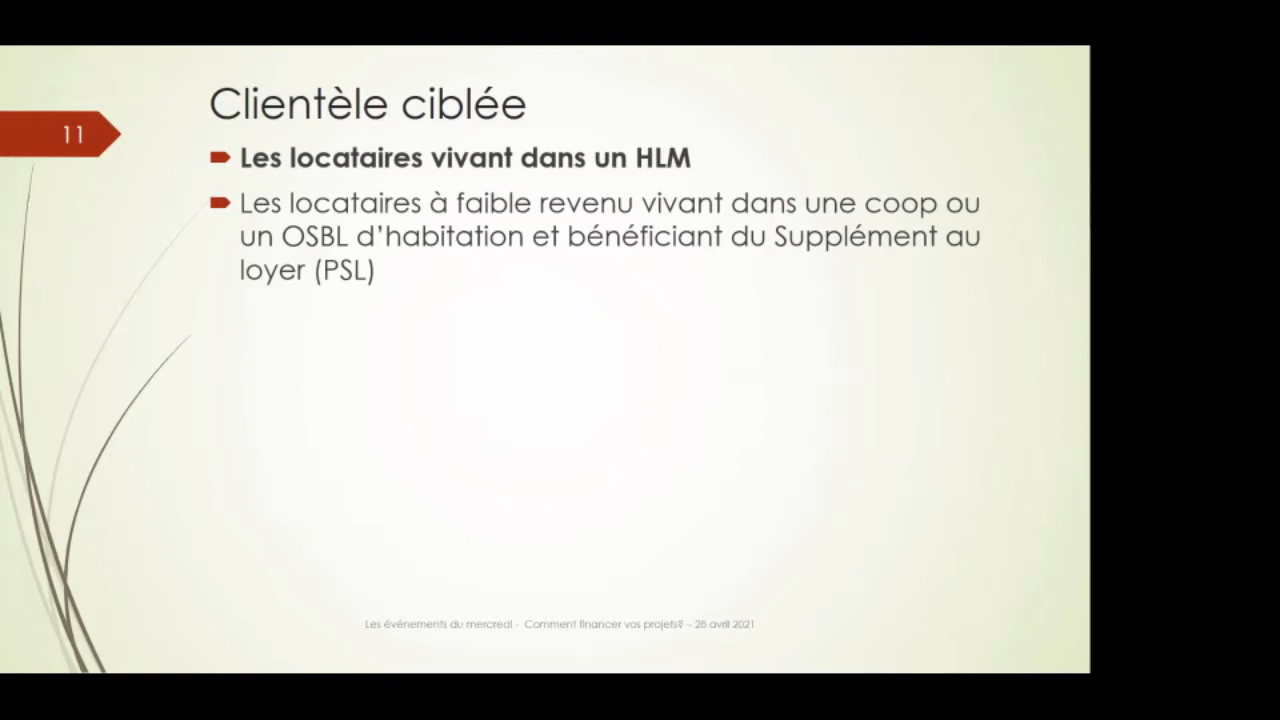 Clientèle ciblée
11
Les locataires vivant dans un HLM
Les locataires à faible revenu vivant dans une coop ou
un OSBL d'habitation et bénéficiant du Supplément au
loyer (PSL)
Les événements du mercredi - Comment financer vos projets? – 28 avril 2021